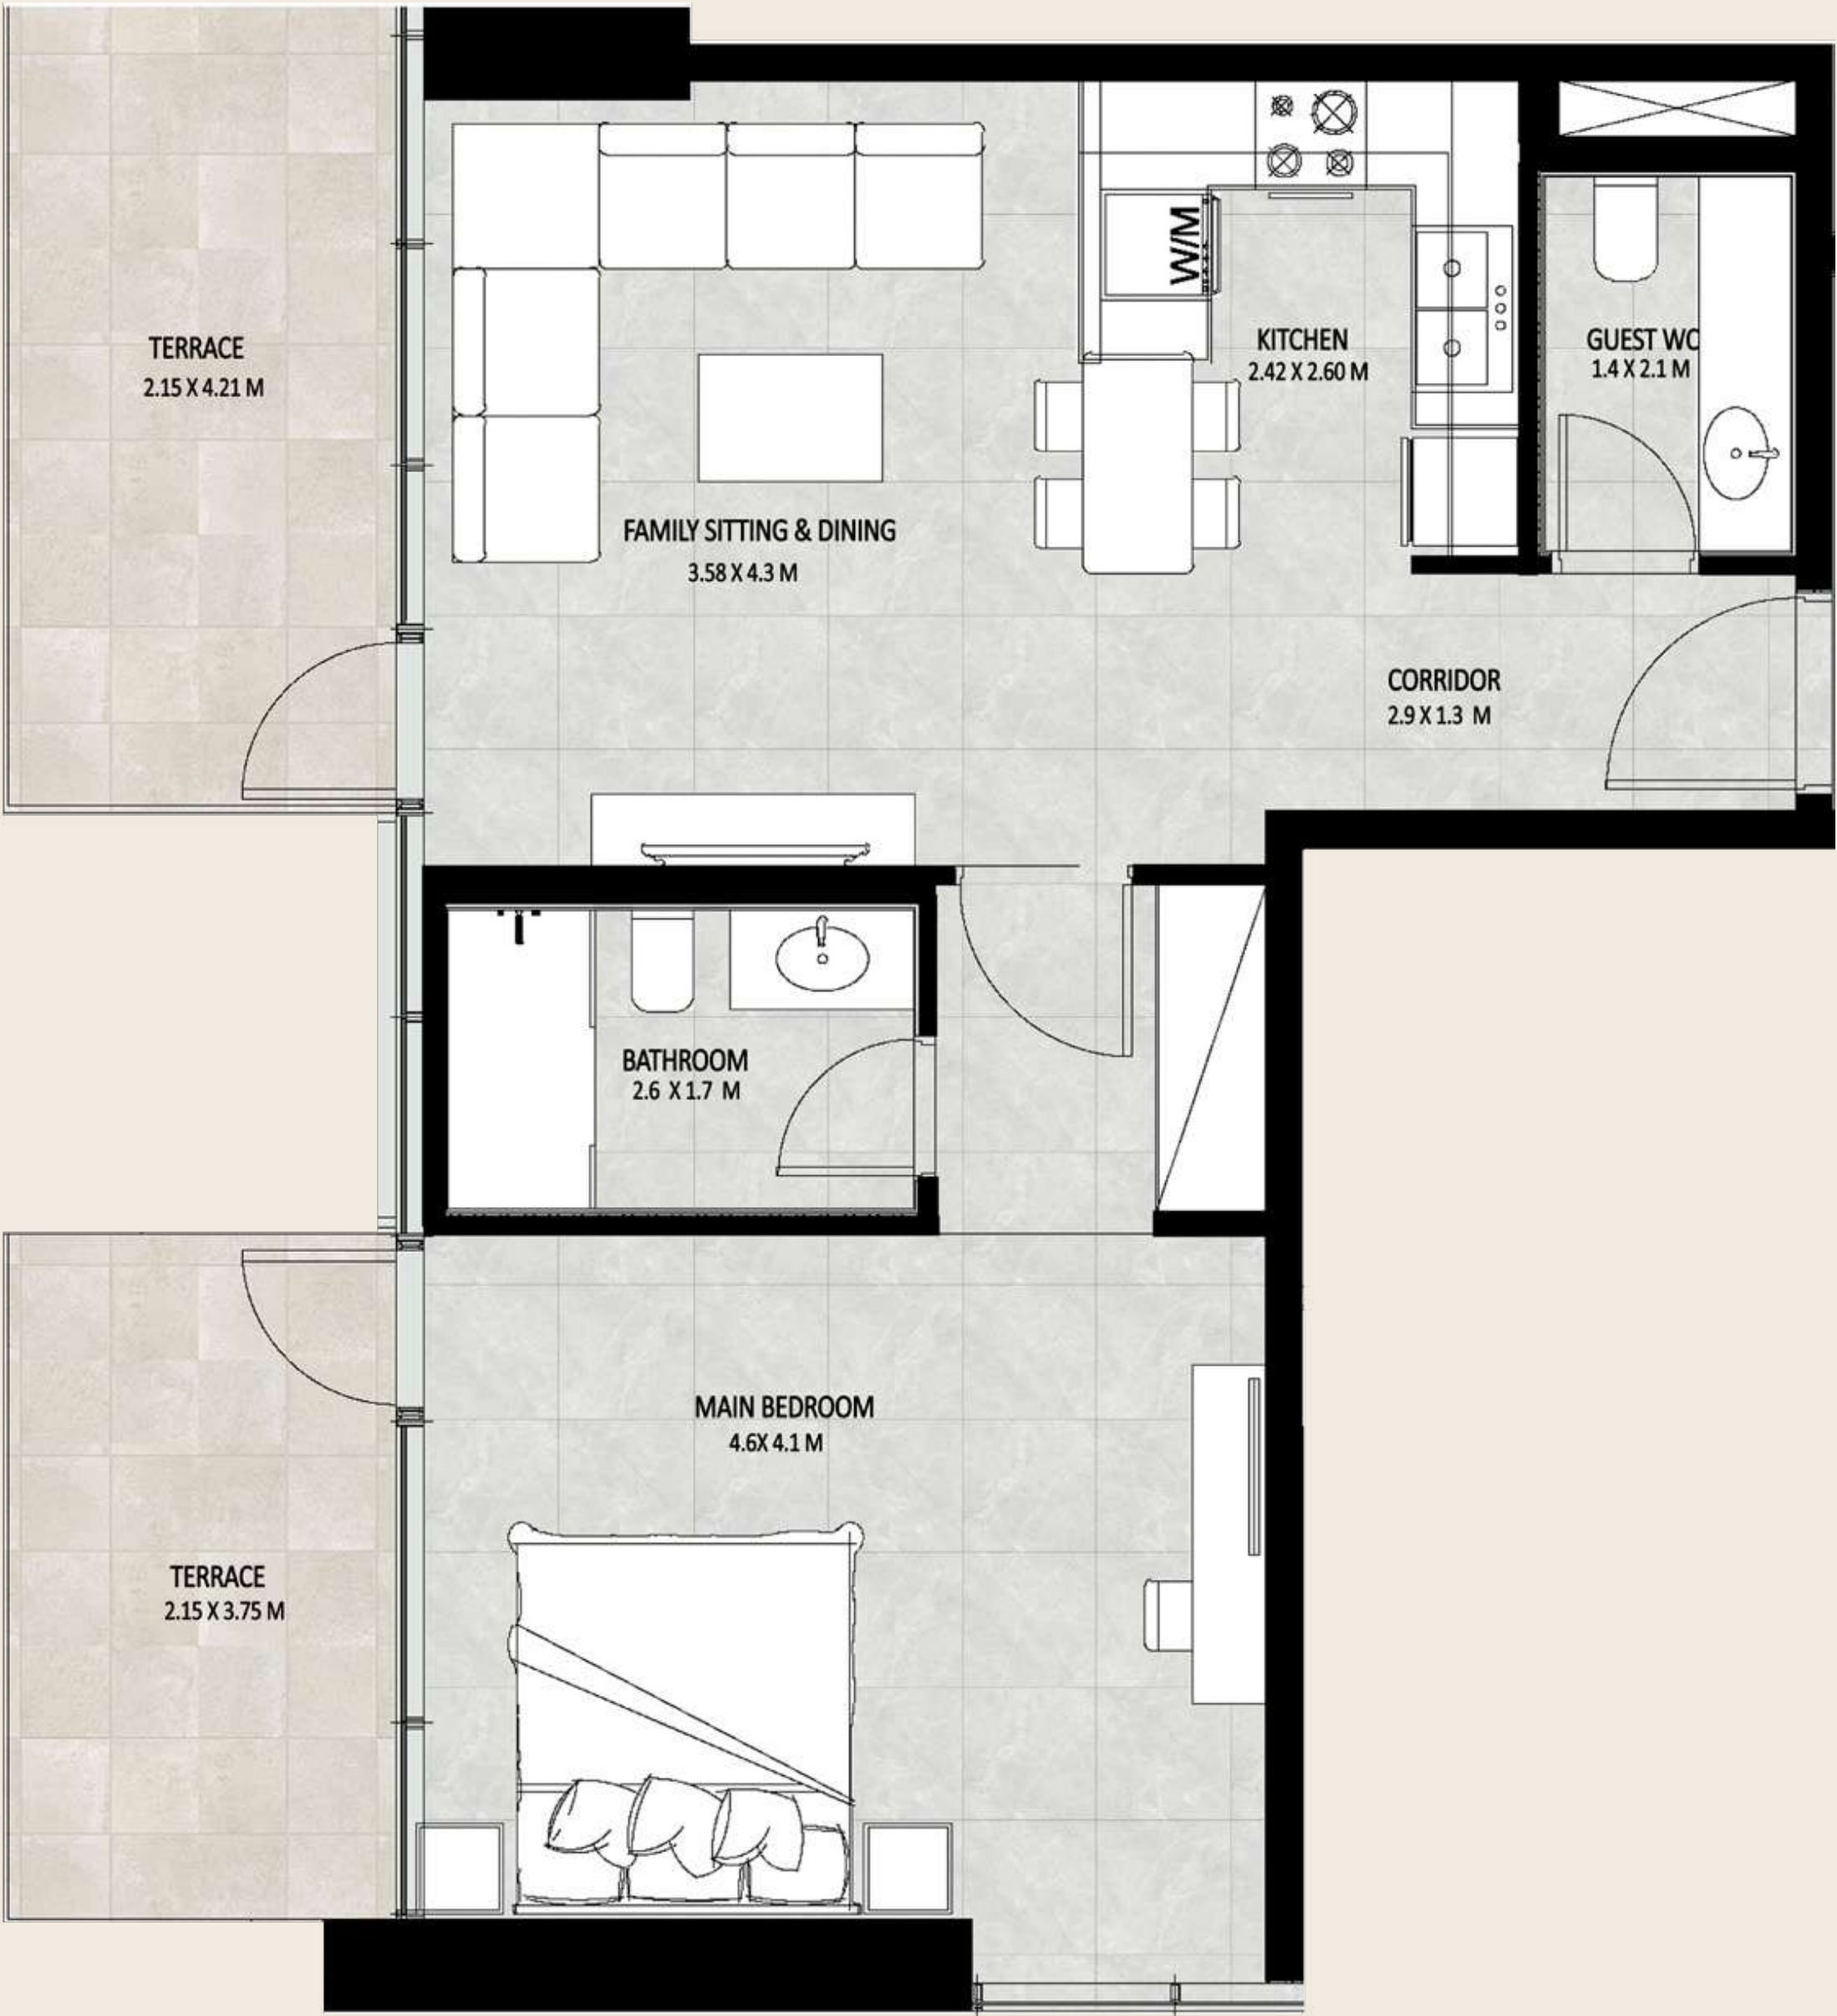 TERRACE
2.15 X 4.21 M
FAMILY SITTING & DINING
3.58 X 4.3 M
W/M
KITCHEN
2.42 X 2.60 M
GUEST WC
1.4 X 2.1 M
CORRIDOR
2.9 X 1.3 M
BATHROOM
2.6 X 1.7 M
MAIN BEDROOM
4.6X 4.1 M
TERRACE
2.15 X 3.75 M